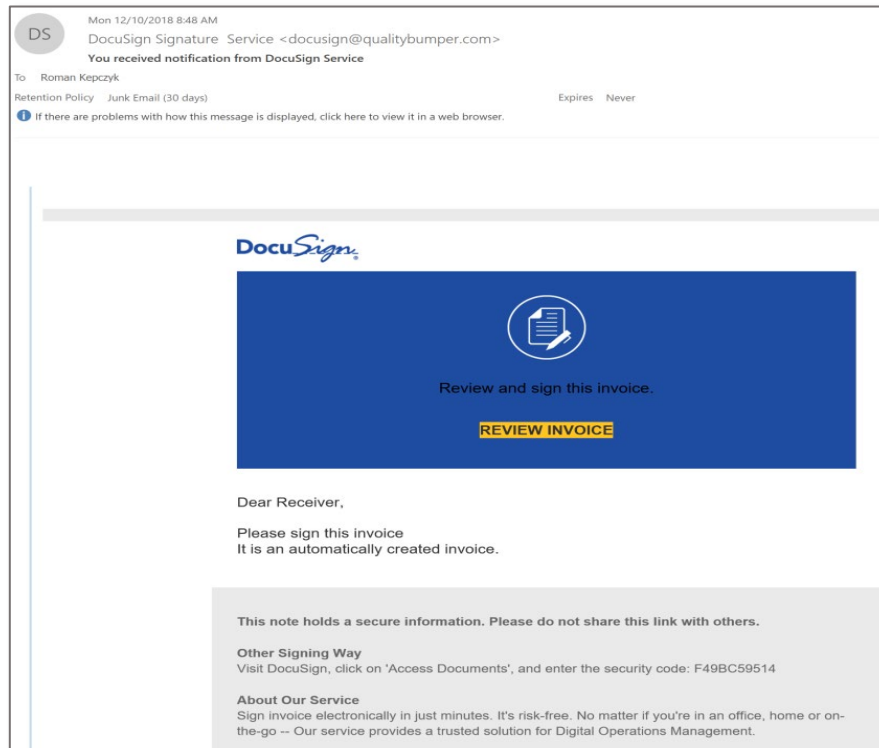 DS
Mon 12/10/2018 8:48 AM
DocuSign Signature Service <docusign@qualitybumper.com>
You received notification from DocuSign Service
To Roman Kepczyk
Retention Policy Junk Email (30 days) Expires Never
i If there are problems with how this message is displayed, click here to view it in a web browser.
DocuSign®
Review and sign this invoice.
REVIEW INVOICE
Dear Receiver,
Please sign this invoice
It is an automatically created invoice.
This note holds a secure information. Please do not share this link with others.
Other Signing Way
Visit DocuSign, click on 'Access Documents', and enter the security code: F49BC59514
About Our Service
Sign invoice electronically in just minutes. It's risk-free. No matter if you're in an office, home or on-
the-go -- Our service provides a trusted solution for Digital Operations Management.